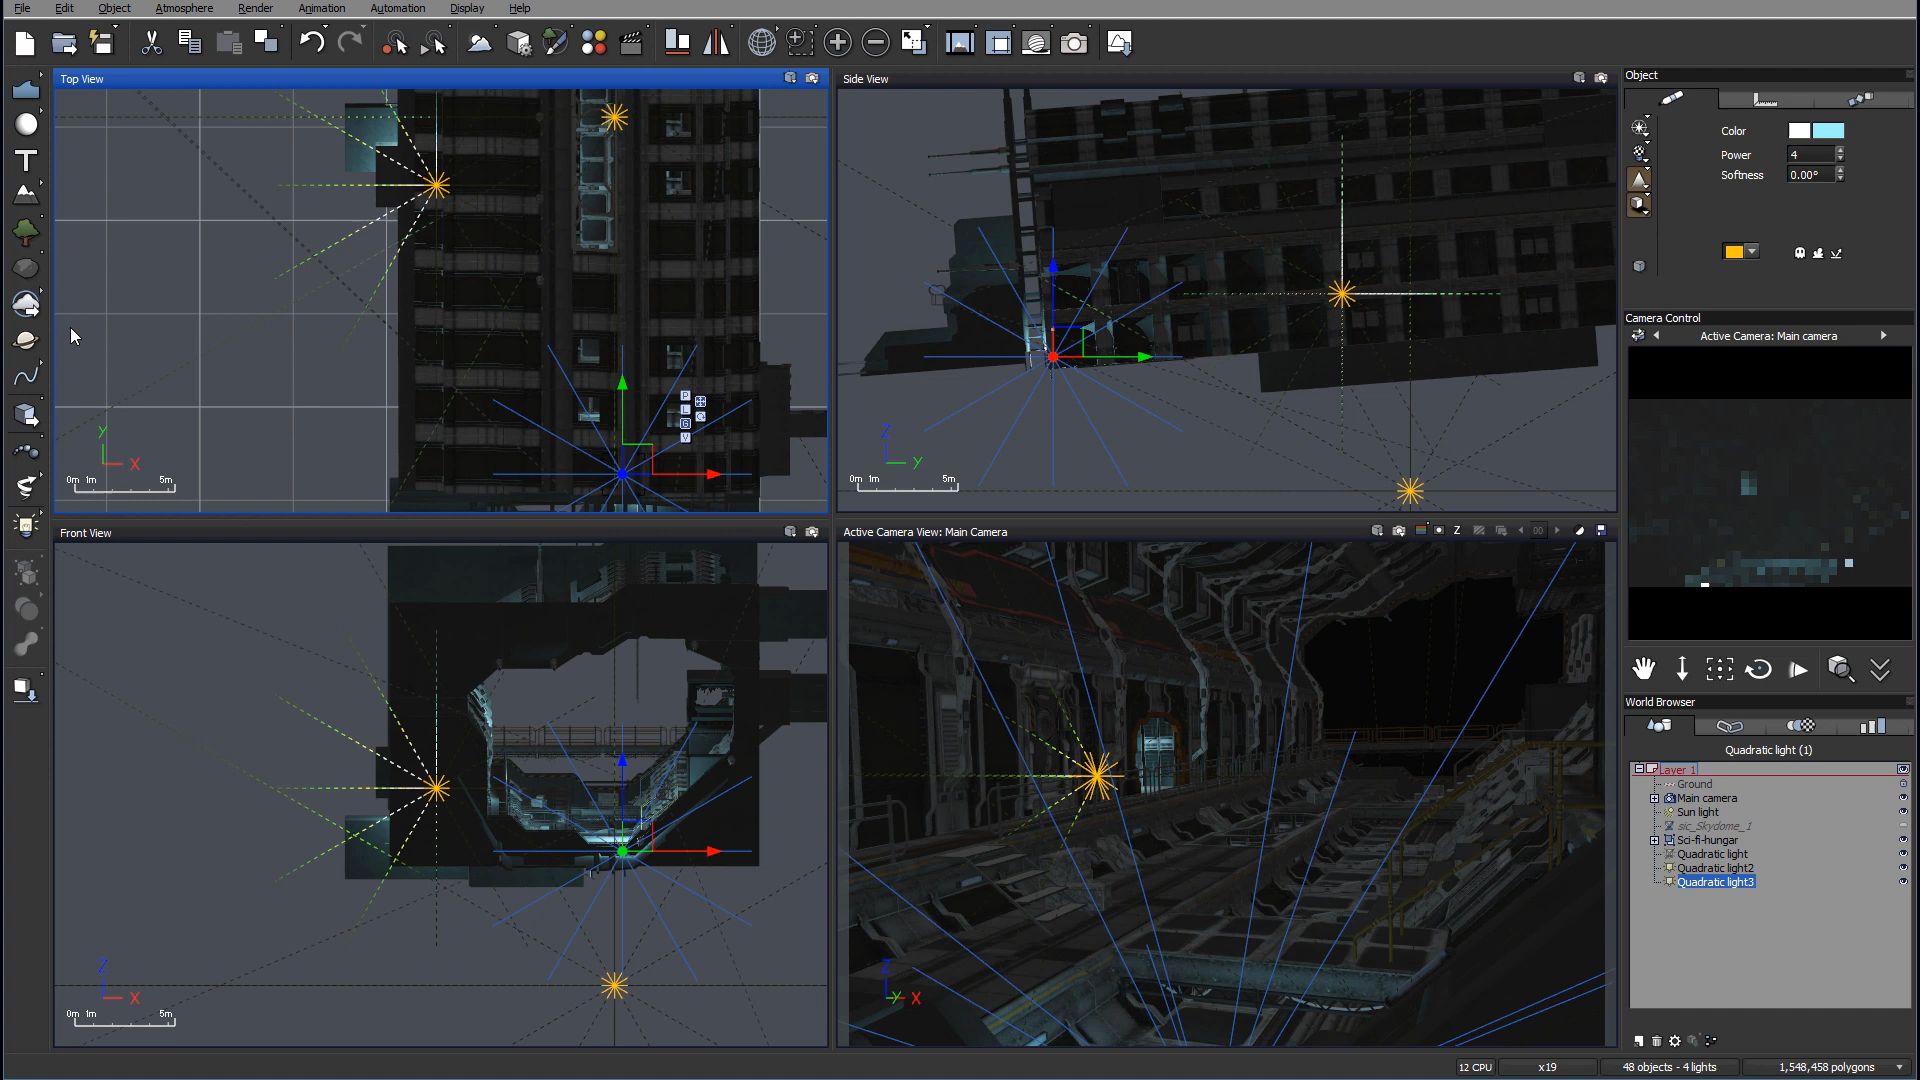 File Edit Object Atmosphere Render Animation Automation Display Help
Top View
Side View
Object
Color
Power 4
Softness 0.00°
Camera Control
Active Camera: Main camera
P
L
G
V
Y
X
0m 1m 5m
Z
Y
0m 1m 5m
Front View
Active Camera View: Main Camera
Z
00
World Browser
Quadratic light (1)
Layer 1
Ground
Main camera
Sun light
sic_Skydome_1
Sci-fi-hungar
Quadratic light
Quadratic light2
Quadratic light3
Z
X
0m 1m 5m
Z
Y X
12 CPU x19 48 objects - 4 lights 1,548,458 polygons